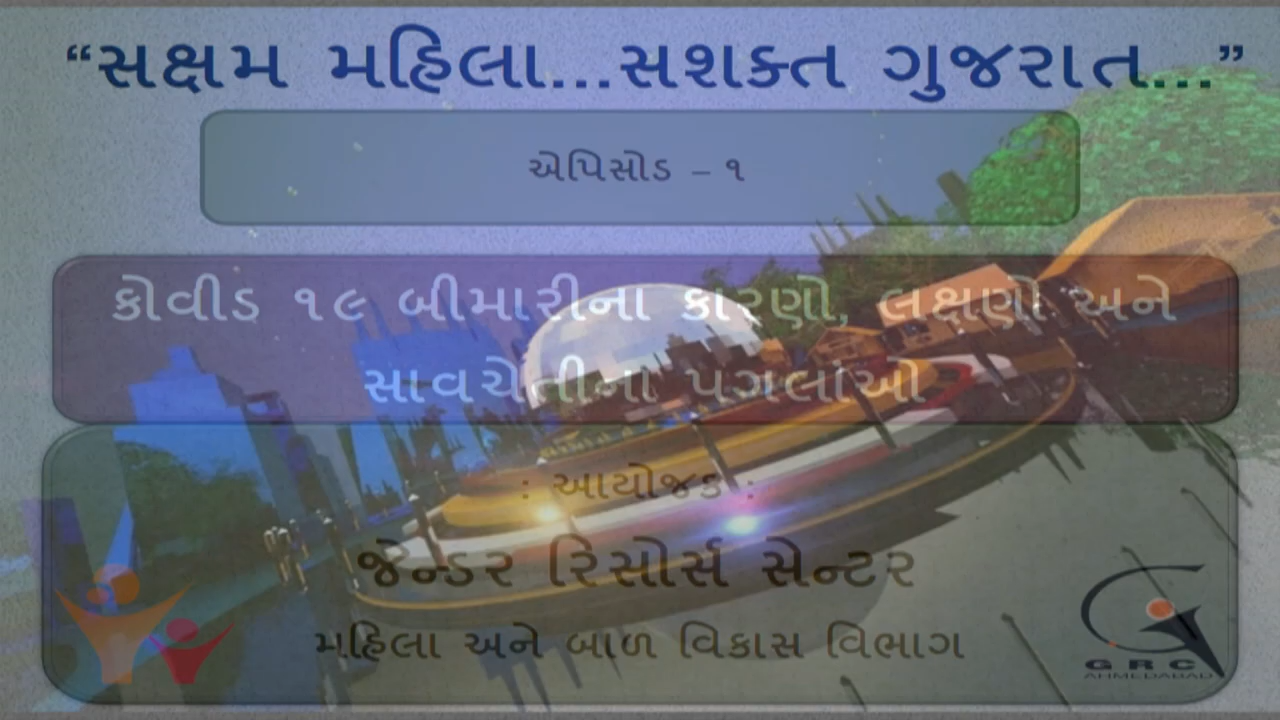 “સક્ષમ મહિલા...સશક્ત ગુજરાત...”
એપિસોડ – ૧
કોવીડ ૧૯ બીમારીના કારણો, લક્ષણો અને
સાવચેતીના પગલાંઓ
: આયોજક :
જેન્ડર રિસોર્સ સેન્ટર
મહિલા અને બાળ વિકાસ વિભાગ
GRC
AHMEDABAD